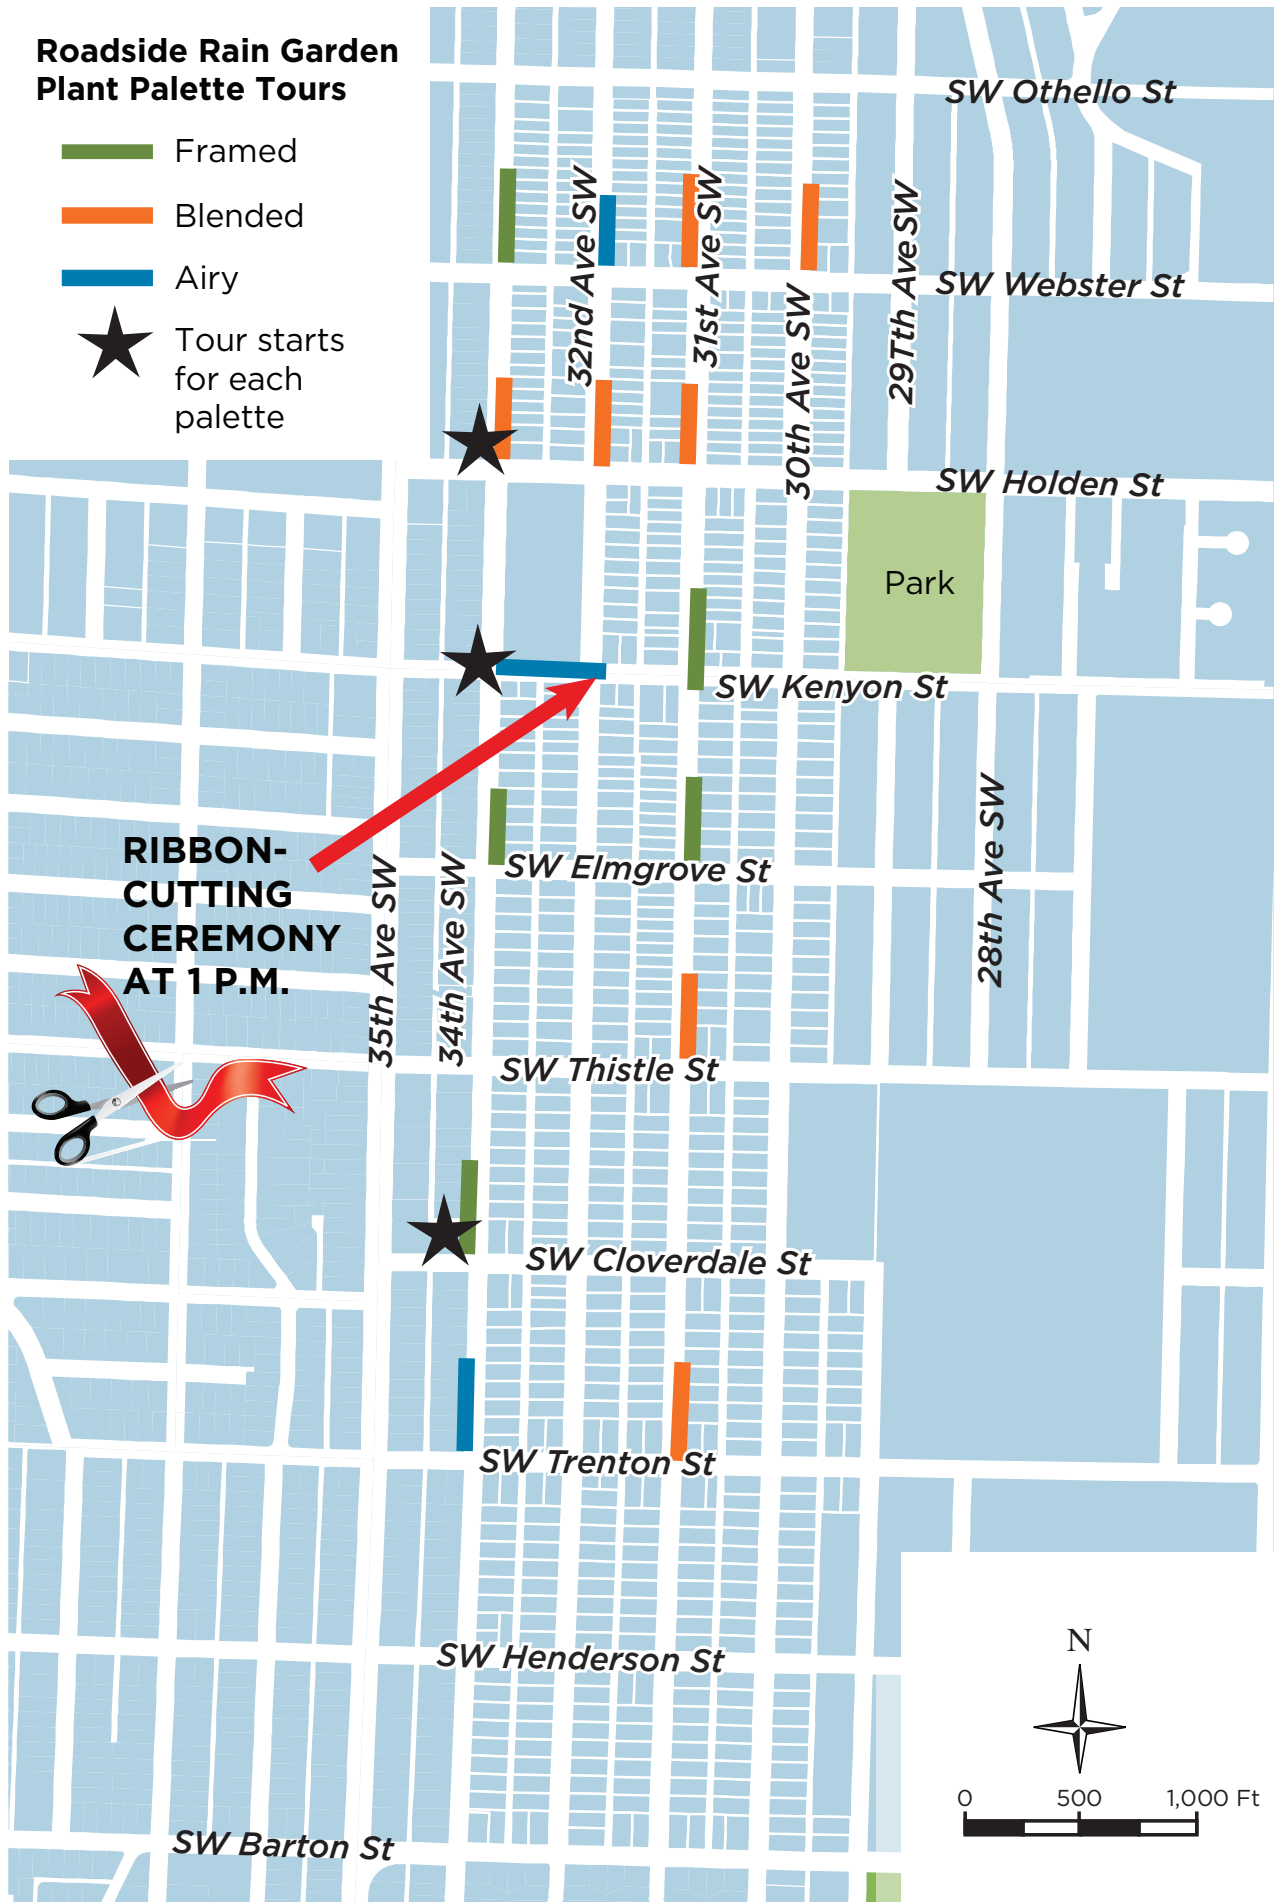 Roadside Rain Garden
Plant Palette Tours
Framed
Blended
Airy
Tour starts
for each
palette
SW Othello St
32nd Ave SW
31st Ave SW
29Tth Ave SW
SW Webster St
30th Ave SW
SW Holden St
Park
SW Kenyon St
RIBBON-
CUTTING
CEREMONY
AT 1 P.M.
35th Ave SW
34th Ave SW
SW Elmgrove St
28th Ave SW
SW Thistle St
SW Cloverdale St
SW Trenton St
SW Henderson St
N
0 500 1,000 Ft
SW Barton St